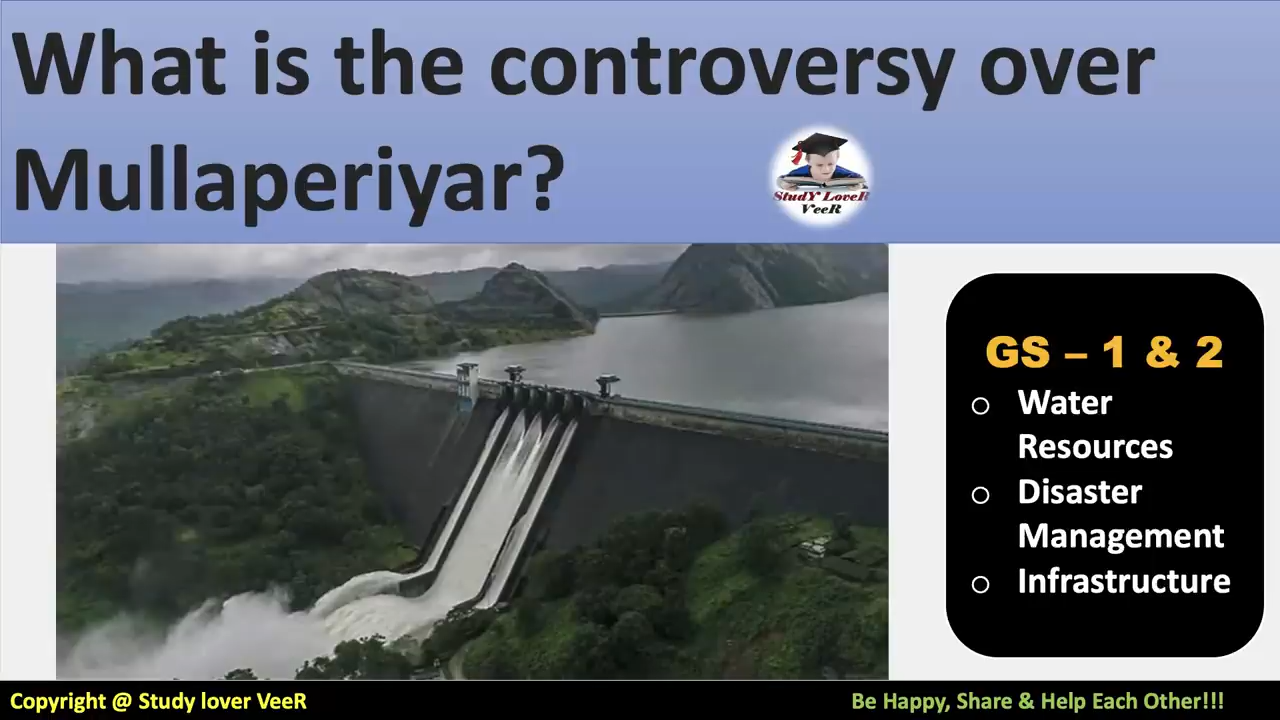 What is the controversy over
Mullaperiyar?
StudY LoveR
VeeR
GS – 1 & 2
Water
Resources
Disaster
Management
Infrastructure
Copyright @ Study lover VeeR
Be Happy, Share & Help Each Other!!!